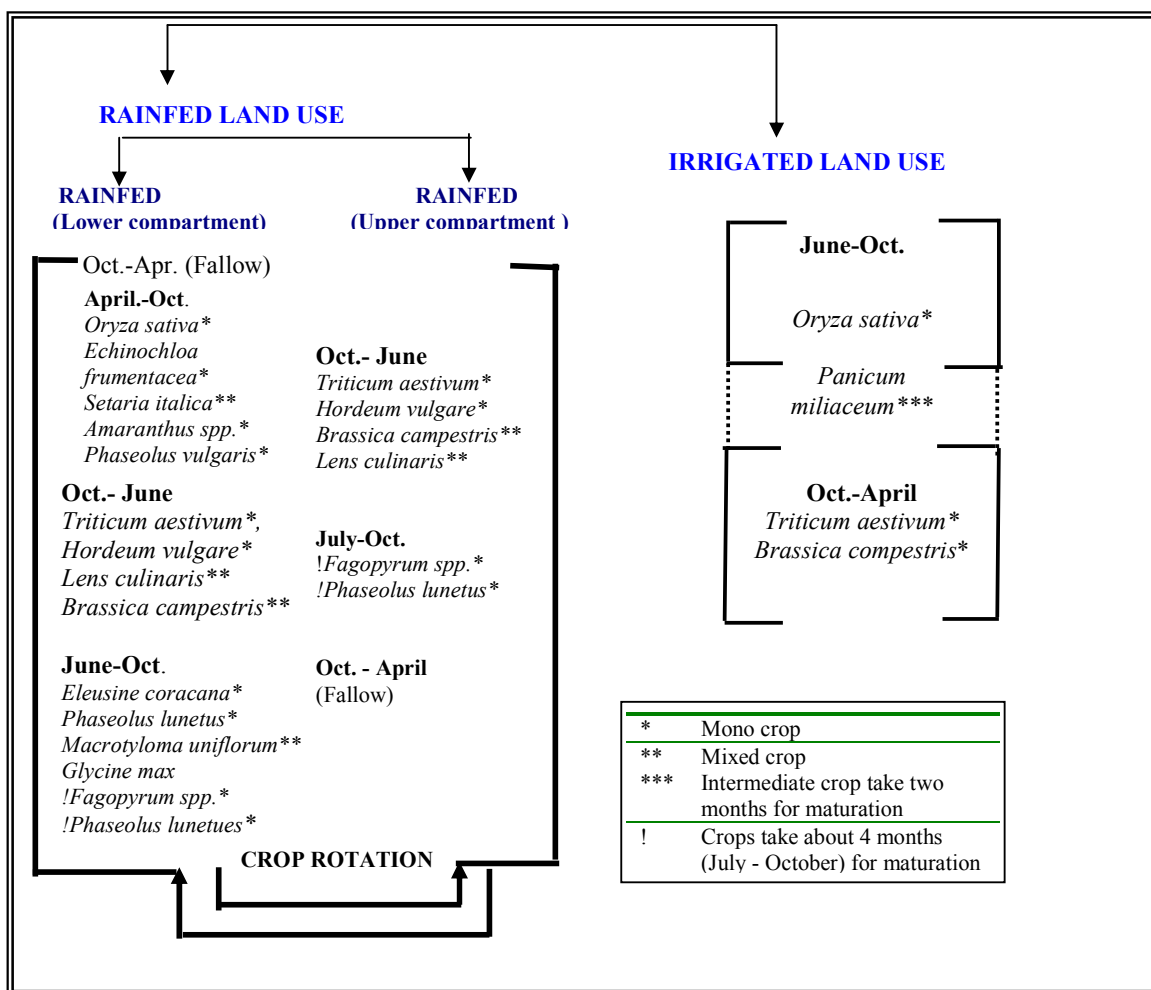 RAINFED LAND USE
IRRIGATED LAND USE
RAINFED
(Lower compartment)
RAINFED
(Upper compartment )
Oct.-Apr. (Fallow)
April.-Oct.
Oryza sativa*
Echinochloa
frumentacea*
Setaria italica**
Amaranthus spp.*
Phaseolus vulgaris*
Oct.- June
Triticum aestivum*,
Hordeum vulgare*
Lens culinaris**
Brassica campestris**
June-Oct.
Eleusine coracana*
Phaseolus lunetus*
Macrotyloma uniflorum**
Glycine max
!Fagopyrum spp.*
!Phaseolus lunetues*
Oct.- June
Triticum aestivum*
Hordeum vulgare*
Brassica campestris**
Lens culinaris**
July-Oct.
!Fagopyrum spp.*
!Phaseolus lunetus*
Oct. - April
(Fallow)
CROP ROTATION
June-Oct.
Oryza sativa*
Panicum
miliaceum***
Oct.-April
Triticum aestivum*
Brassica compestris*
* Mono crop
** Mixed crop
*** Intermediate crop take two
months for maturation
! Crops take about 4 months
(July - October) for maturation